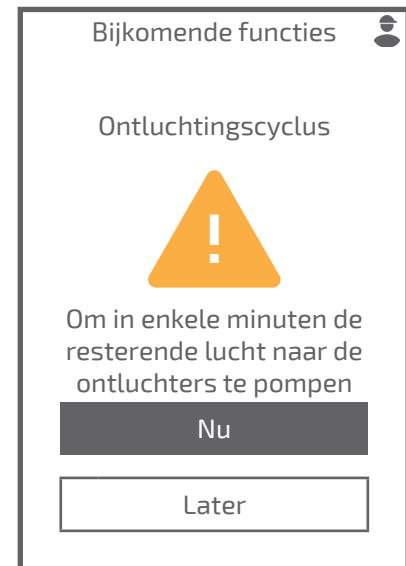 Bijkomende functies
Ontluchtingscyclus
!
Om in enkele minuten de
resterende lucht naar de
ontluchters te pompen
Nu
Later